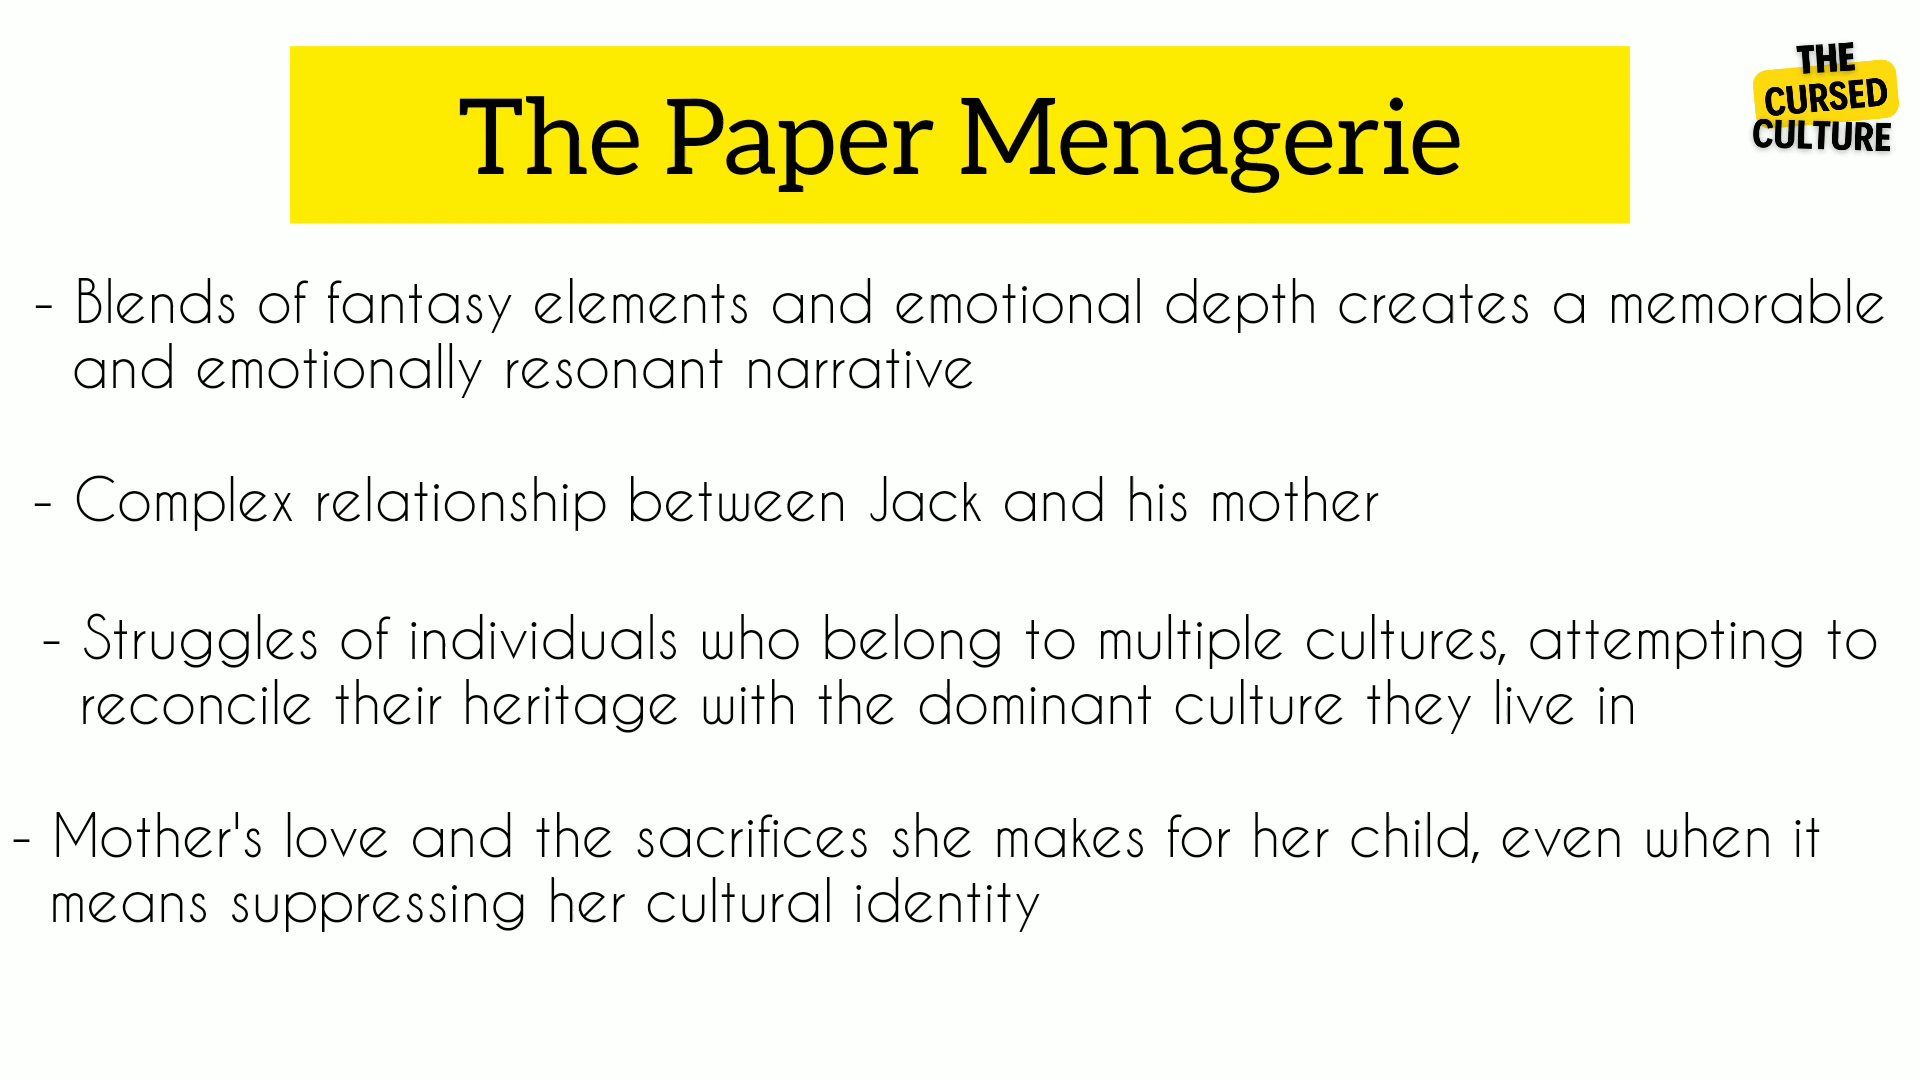 The Paper Menagerie
THE
CURSED
CULTURE
- Blends of fantasy elements and emotional depth creates a memorable
and emotionally resonant narrative
- Complex relationship between Jack and his mother
- Struggles of individuals who belong to multiple cultures, attempting to
reconcile their heritage with the dominant culture they live in
- Mother's love and the sacrifices she makes for her child, even when it
means suppressing her cultural identity